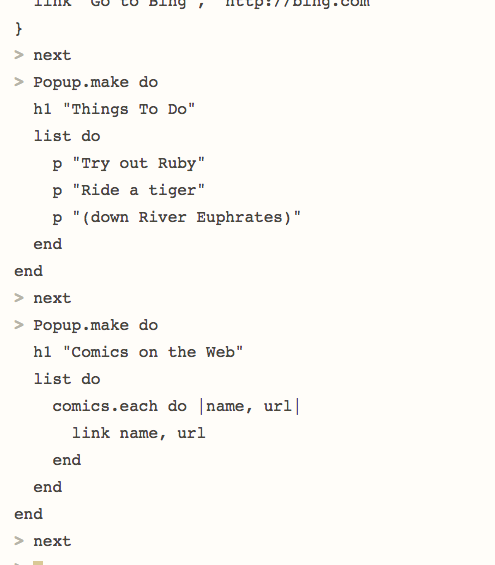 link "Go to Bing", "http://bing.com"
}
> next
> Popup.make do
h1 "Things To Do"
list do
p "Try out Ruby"
p "Ride a tiger"
p "(down River Euphrates)"
end
end
> next
> Popup.make do
h1 "Comics on the Web"
list do
comics.each do |name, url|
link name, url
end
end
end
> next
>